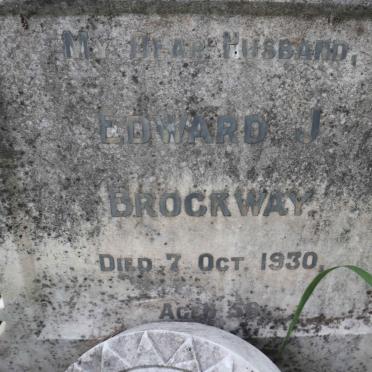 My dear Husband,
Edward J
Brockway
Died 7 Oct 1930,
Aged